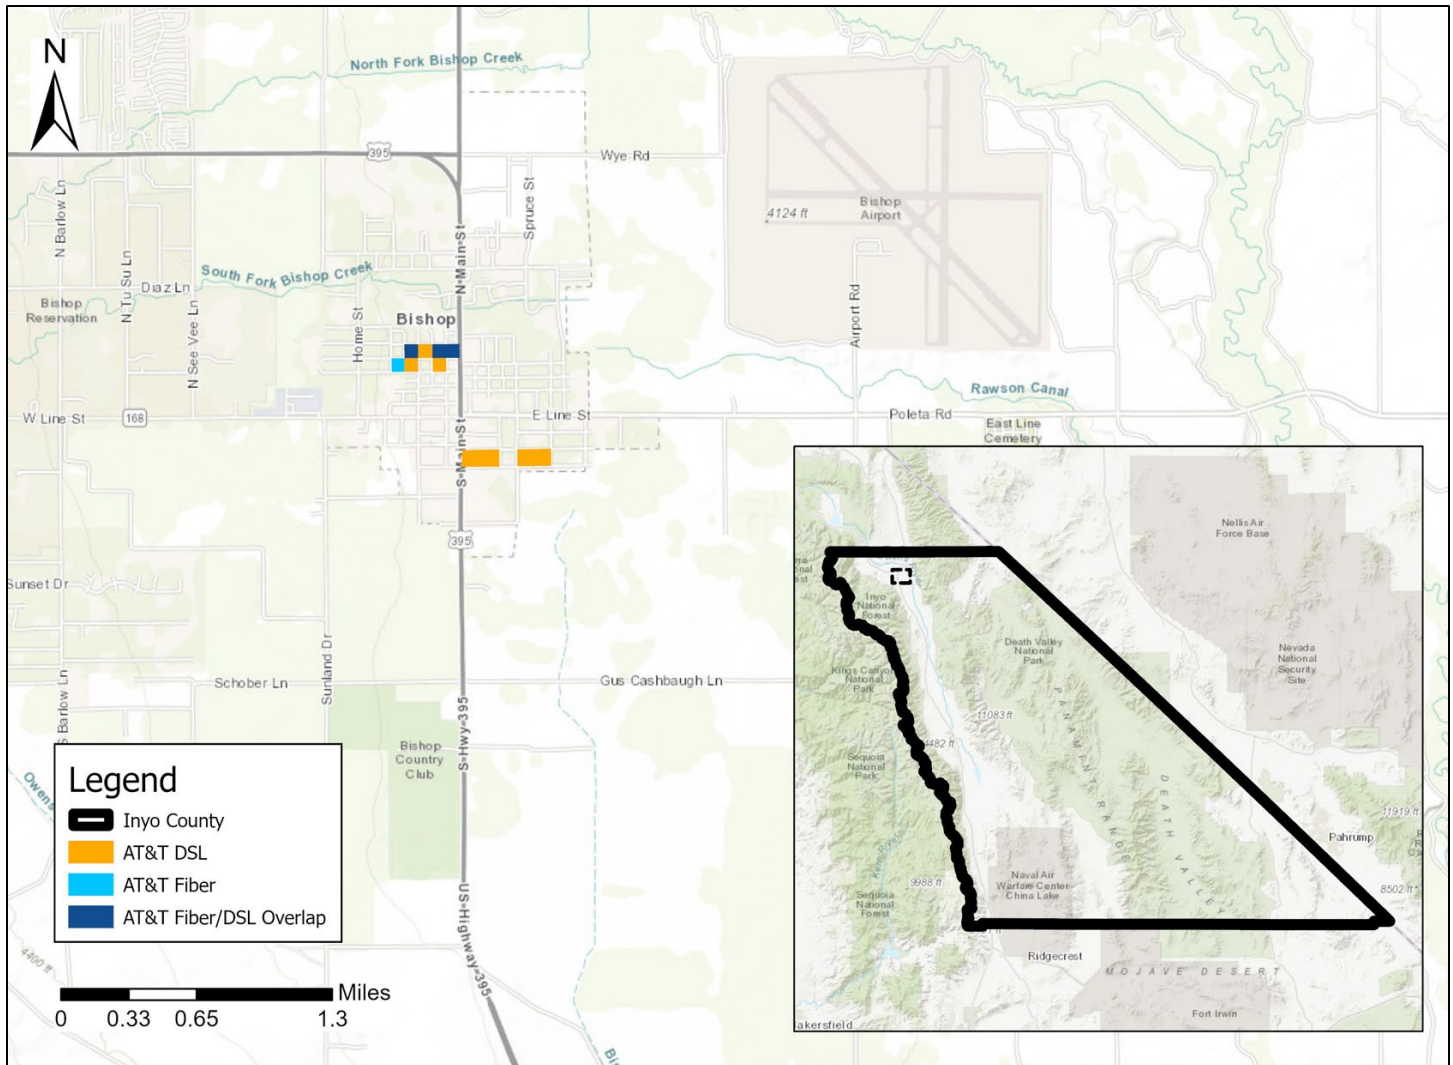 N
North Fork Bishop Creek
395
Wye Rd
N Barlow Ln
N Tu Su Ln
N See Vee Ln
Spruce St
N Main St
4124 ft
Bishop
Airport
Airport Rd
South Fork Bishop Creek
Diaz Ln
Bishop
Reservation
Home St
Bishop
Rawson Canal
W Line St
168
E Line St
Poleta Rd
East Line
Cemetery
S Main St
395
Sunset Dr
Sunland Dr
Schober Ln
Gus Cashbaugh Ln
S Barlow Ln
S Hwy 395
Bishop
Country
Club
Owens
US Highway 395
4400 ft
Legend
Inyo County
AT&T DSL
AT&T Fiber
AT&T Fiber/DSL Overlap
Miles
0 0.33 0.65 1.3
Nellis Air
Force Base
Inyo
National
Forest
Death Valley
National
Park
Nevada
National
Security
Site
Kings Canyon
National
Park
11083 ft
4482 ft
PANAMINT RANGE
DEATH VALLEY
Sequoia
National
Park
11919 ft
Pahrump
8502 ft
Naval Air
Warfare Center
China Lake
9988 ft
Sequoia
National
Forest
Ridgecrest
MOJAVE DESERT
Fort Irwin
akersfield